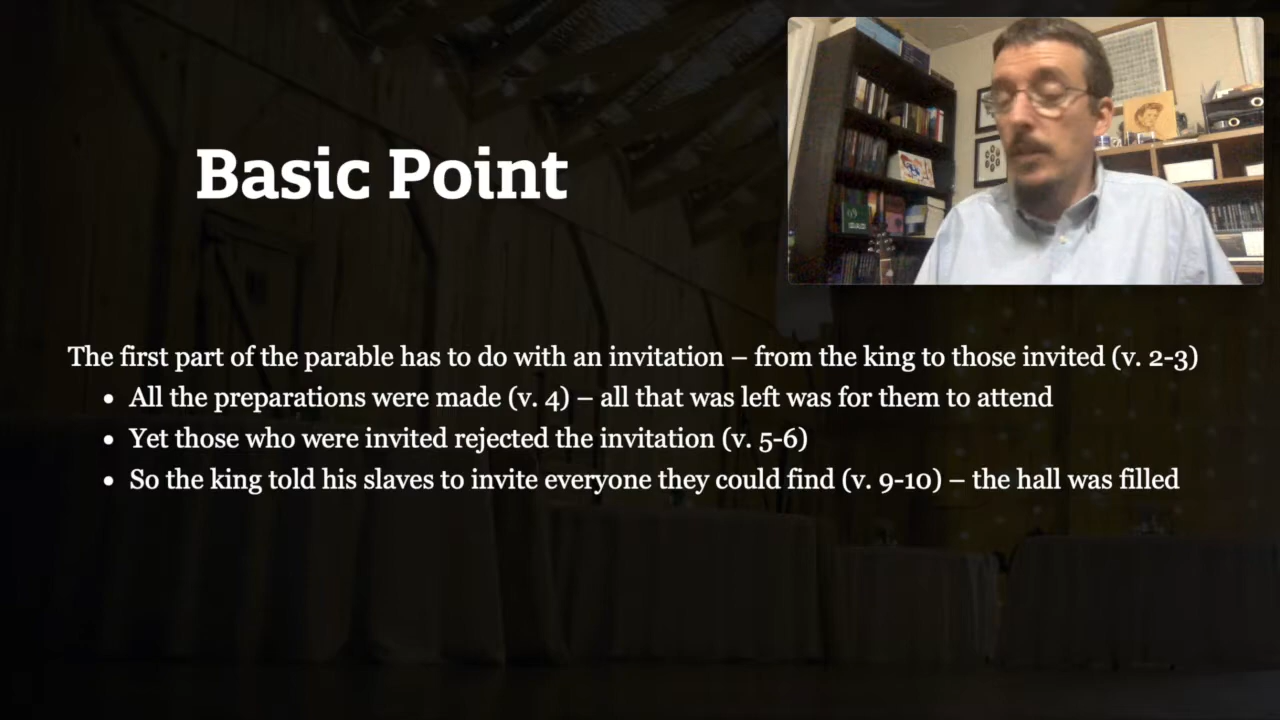 Basic Point
The first part of the parable has to do with an invitation – from the king to those invited (v. 2-3)
• All the preparations were made (v. 4) – all that was left was for them to attend
• Yet those who were invited rejected the invitation (v. 5-6)
• So the king told his slaves to invite everyone they could find (v. 9-10) – the hall was filled